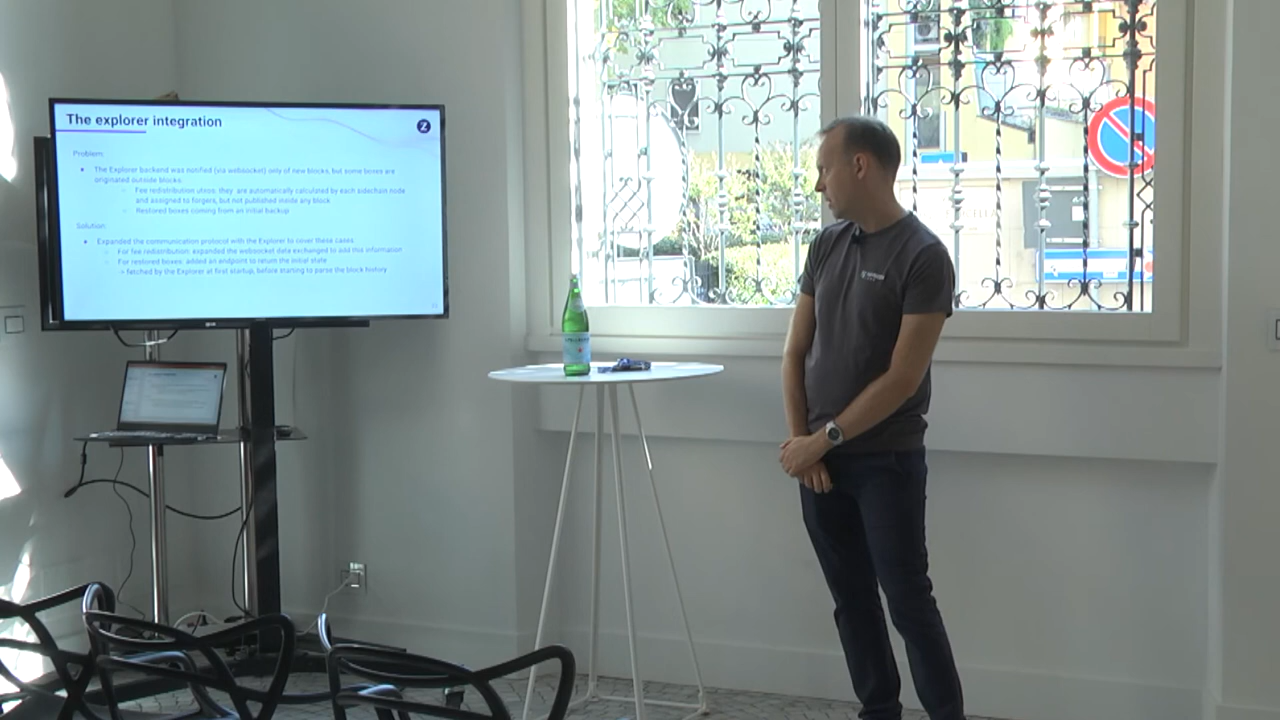 The explorer integration
Problem:
The Explorer backend was notified (via websocket) only of new blocks, but some boxes are
originated outside blocks.
Fee redistribution utxos: they are automatically calculated by each sidechain node
and assigned to forgers, but not published inside any block
Restored boxes coming from an initial backup
Solution:
Expanded the communication protocol with the Explorer to cover these cases
For fee redistribution: expanded the websocket data exchanged to add this information
For restored boxes: added an endpoint to return the initial state
fetched by the Explorer at first startup, before starting to parse the block history